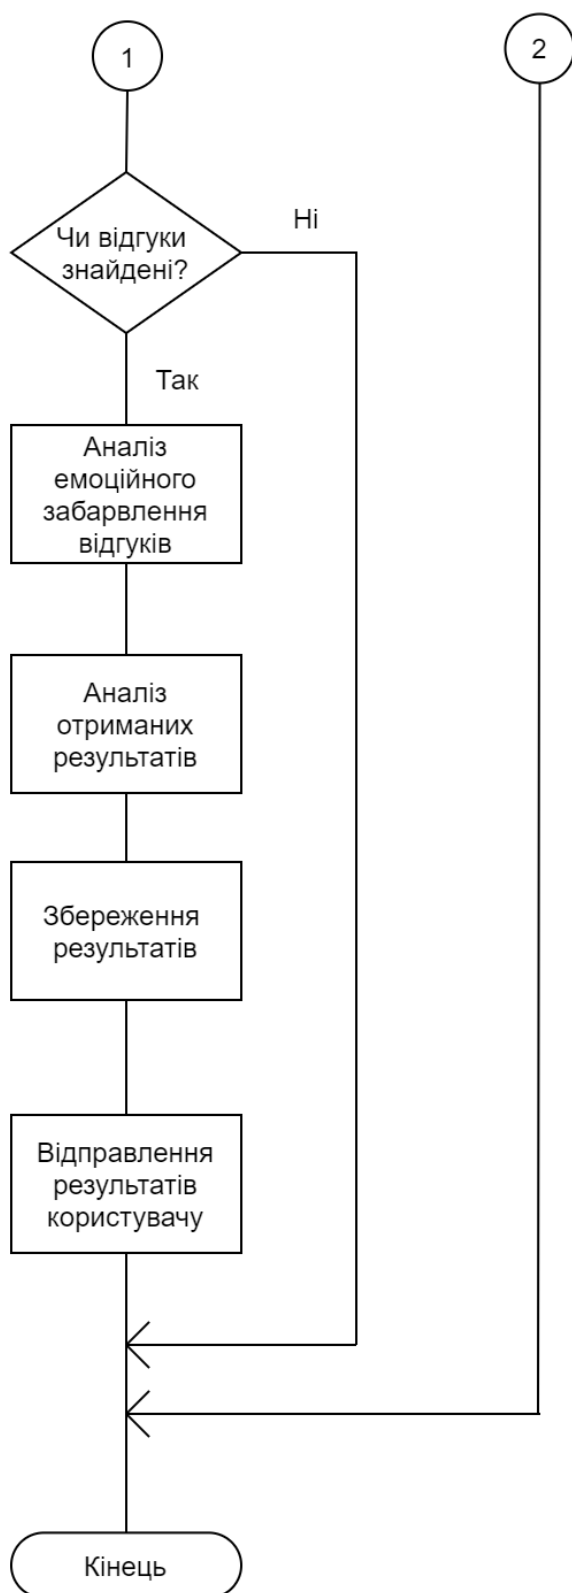 1
2
Чи відгуки
знайдені?
Ні
Так
Аналіз
емоційного
забарвлення
відгуків
Аналіз
отриманих
результатів
Збереження
результатів
Відправлення
результатів
користувачу
Кінець